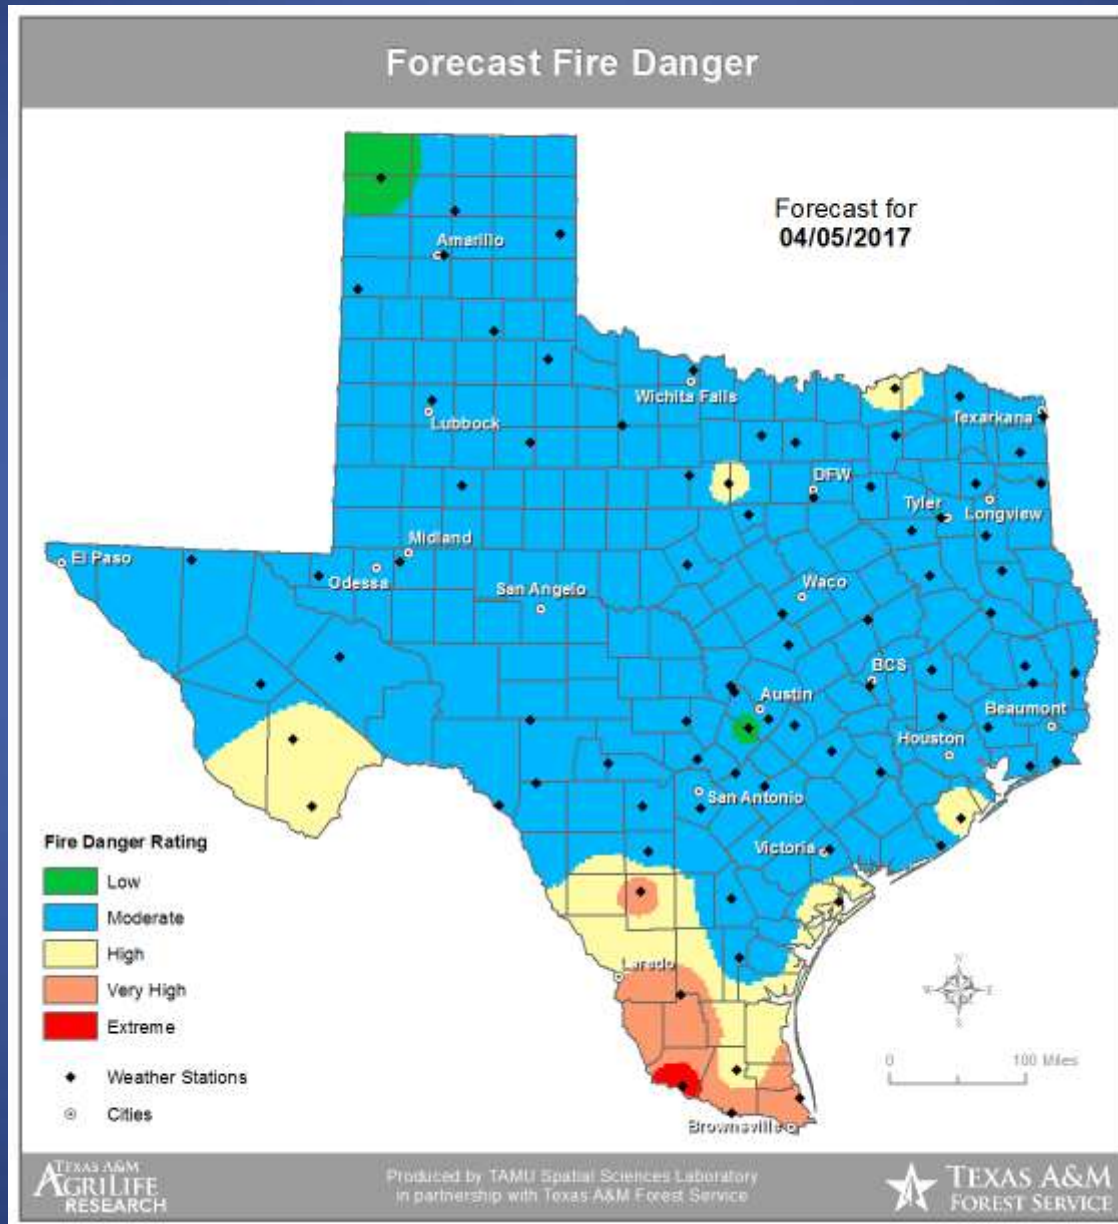 Forecast Fire Danger
Forecast for
04/05/2017
Amarillo
Wichita Falls
Lubbock
Texarkana
DFW
Tyler
Longview
Midland
El Paso
Odessa
San Angelo
Waco
BCS
Austin
Beaumont
Houston
San Antonio
Victoria
Laredo
Brownsville
Fire Danger Rating
Low
Moderate
High
Very High
Extreme
Weather Stations
Cities
N
W E
S
0 100 Miles
TEXAS A&M
AGRILIFE
RESEARCH
Produced by TAMU Spatial Sciences Laboratory
in partnership with Texas A&M Forest Service
TEXAS A&M
FOREST SERVICE